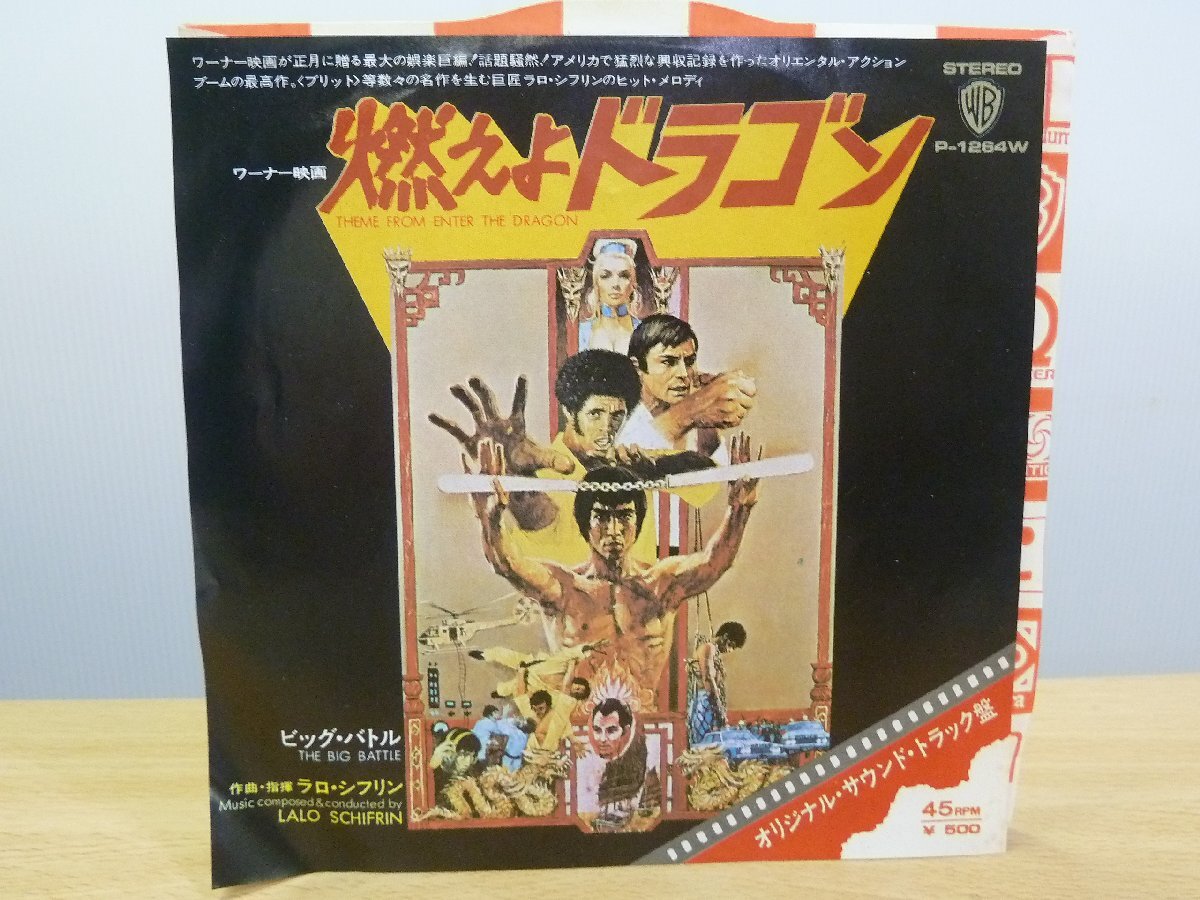 ワーナー映画が正月に贈る最大の娯楽巨編!話題騒然!アメリカで猛烈な興収記録を作ったオリエンタル・アクション
ブームの最高作。〈ブリット〉等数々の名作を生む巨匠ラロ・シフリンのヒット・メロディ
STEREO
WB
P-1264W
ワーナー映画
燃えよドラゴン
THEME FROM ENTER THE DRAGON
ビッグ・バトル
THE BIG BATTLE
作曲・指揮 ラロ・シフリン
Music composed & conducted by
LALO SCHIFRIN
オリジナル・サウンド・トラック盤
45RPM
¥ 500